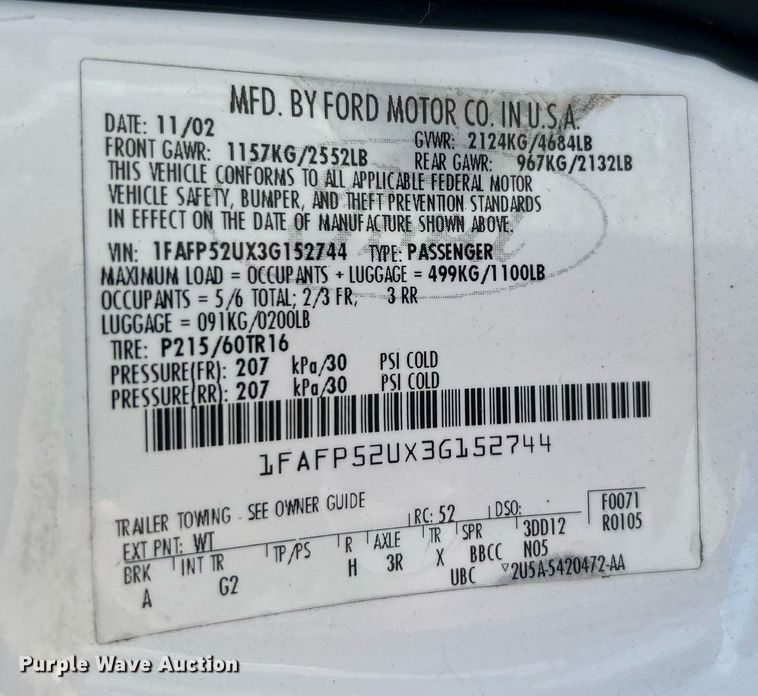 MFD. BY FORD MOTOR CO. IN U.S.A.
DATE: 11/02 GVWR: 2124KG/4684LB
FRONT GAWR: 1157KG/2552LB REAR GAWR: 967KG/2132LB
THIS VEHICLE CONFORMS TO ALL APPLICABLE FEDERAL MOTOR
VEHICLE SAFETY, BUMPER, AND THEFT PREVENTION STANDARDS
IN EFFECT ON THE DATE OF MANUFACTURE SHOWN ABOVE.
VIN: 1FAFP52UX3G152744 TYPE: PASSENGER
MAXIMUM LOAD = OCCUPANTS + LUGGAGE = 499KG/1100LB
OCCUPANTS = 5/6 TOTAL; 2/3 FR, 3 RR
LUGGAGE = 091KG/0200LB
TIRE: P215/60TR16
PRESSURE(FR): 207 kPa/30 PSI COLD
PRESSURE(RR): 207 kPa/30 PSI COLD
1FAFP52UX3G152744
TRAILER TOWING - SEE OWNER GUIDE
EXT PNT: WT RC: 52 DSO: F0071
BRK INT TR TP/PS R AXLE TR SPR 3DD12 R0105
A G2 H 3R X BBCC N05
UBC ▽2U5A-5420472-AA
Purple Wave Auction